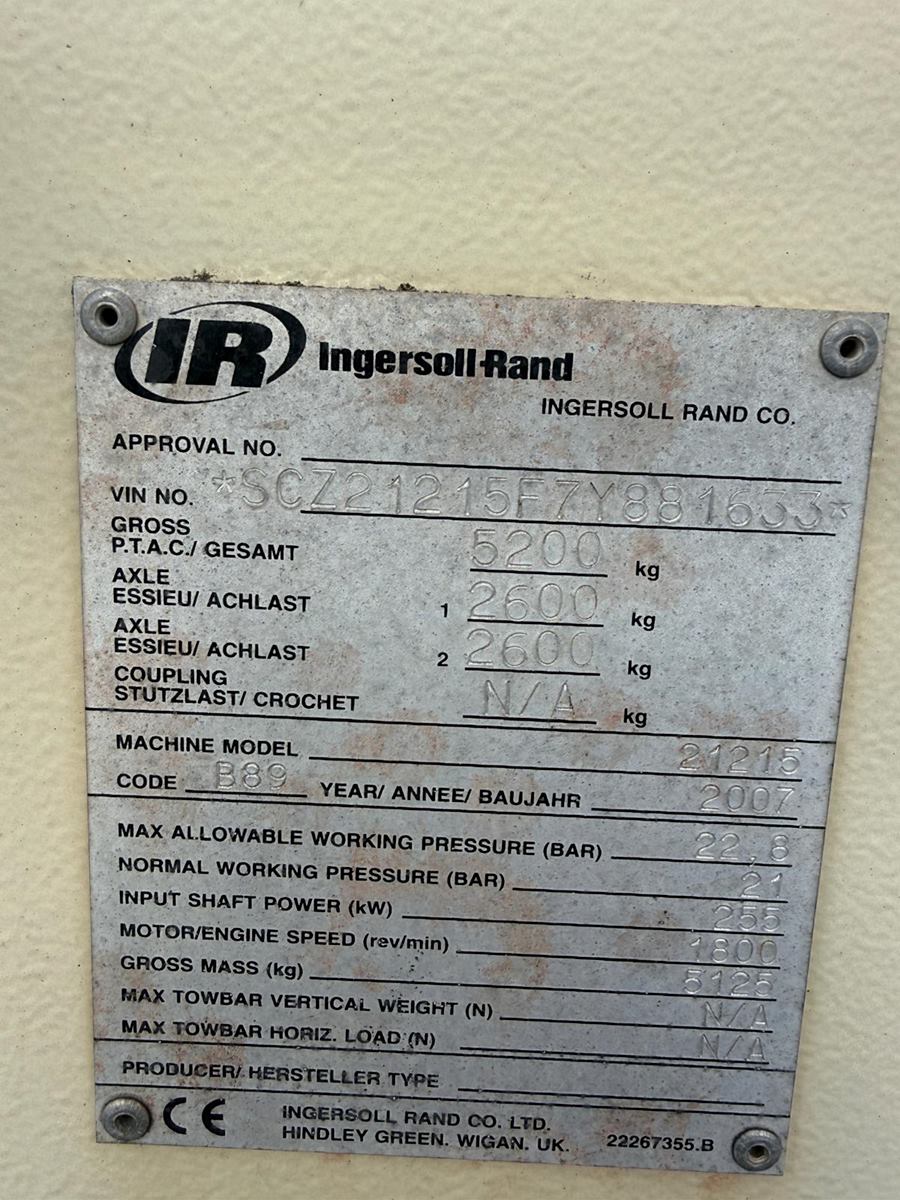 IR Ingersoll-Rand
INGERSOLL RAND CO.
APPROVAL NO.
VIN NO. *SCZ21215F7Y881633*
GROSS
P.T.A.C./ GESAMT 5200 kg
AXLE
ESSIEU/ ACHLAST 1 2600 kg
AXLE
ESSIEU/ ACHLAST 2 2600 kg
COUPLING
STUTZLAST/ CROCHET N/A kg
MACHINE MODEL 21215
CODE B89 YEAR/ ANNEE/ BAUJAHR 2007
MAX ALLOWABLE WORKING PRESSURE (BAR) 22,8
NORMAL WORKING PRESSURE (BAR) 21
INPUT SHAFT POWER (kW) 255
MOTOR/ENGINE SPEED (rev/min) 1800
GROSS MASS (kg) 5125
MAX TOWBAR VERTICAL WEIGHT (N) N/A
MAX TOWBAR HORIZ. LOAD (N) N/A
PRODUCER/ HERSTELLER TYPE
CE INGERSOLL RAND CO. LTD.
HINDLEY GREEN. WIGAN. UK. 22267355.B